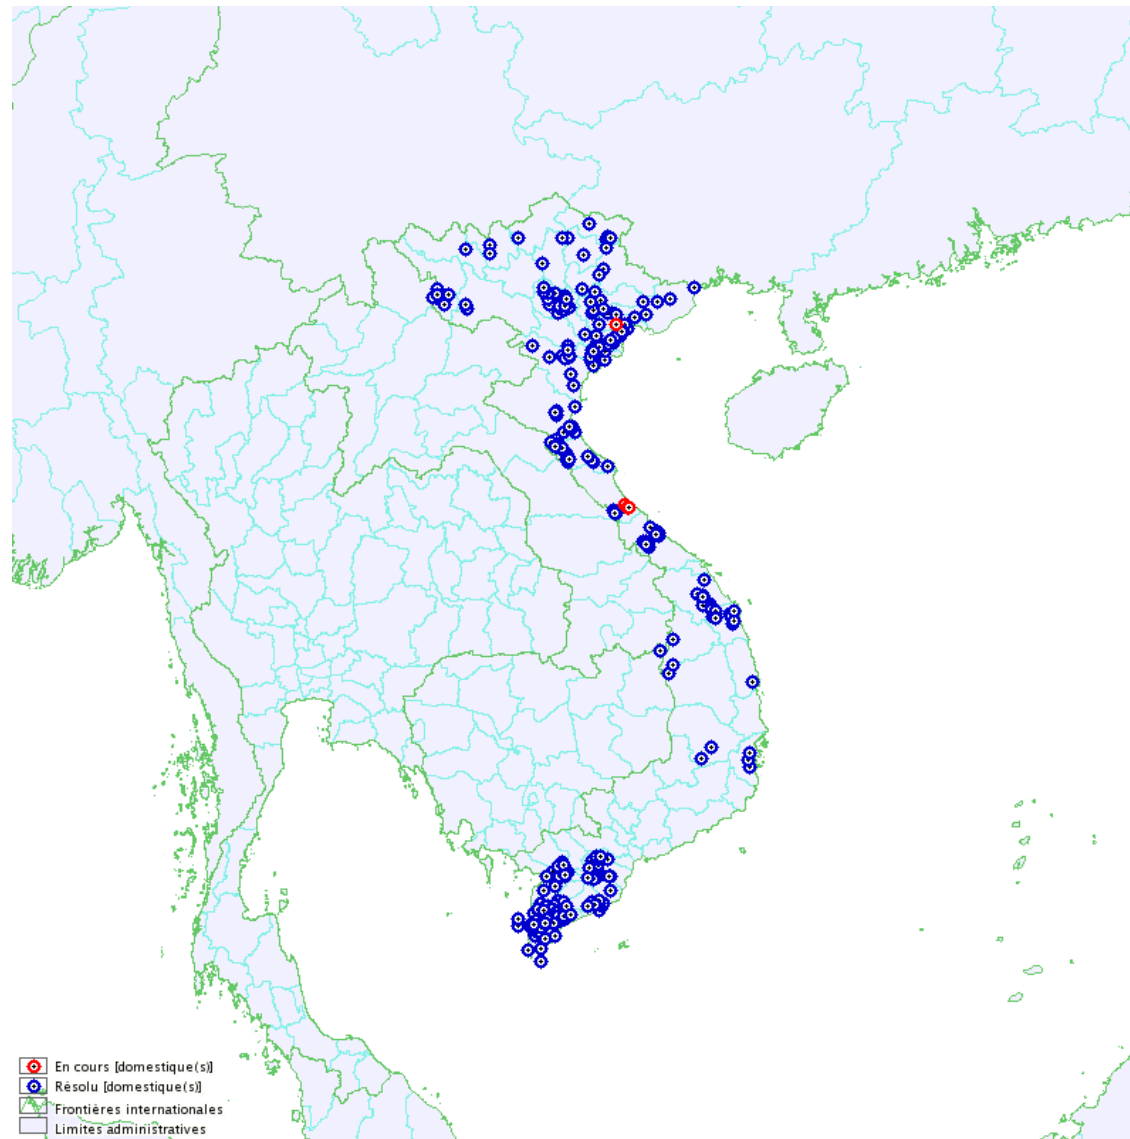 En cours [domestique(s)]
Résolu [domestique(s)]
Frontières internationales
Limites administratives